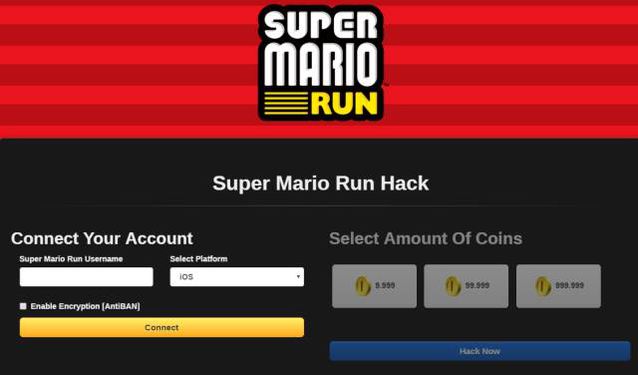 SUPER
MARIO
RUN
™
Super Mario Run Hack
Connect Your Account
Super Mario Run Username
Select Platform
iOS
Enable Encryption [AntiBAN]
Connect
Select Amount Of Coins
9.999
99.999
999.999
Hack Now